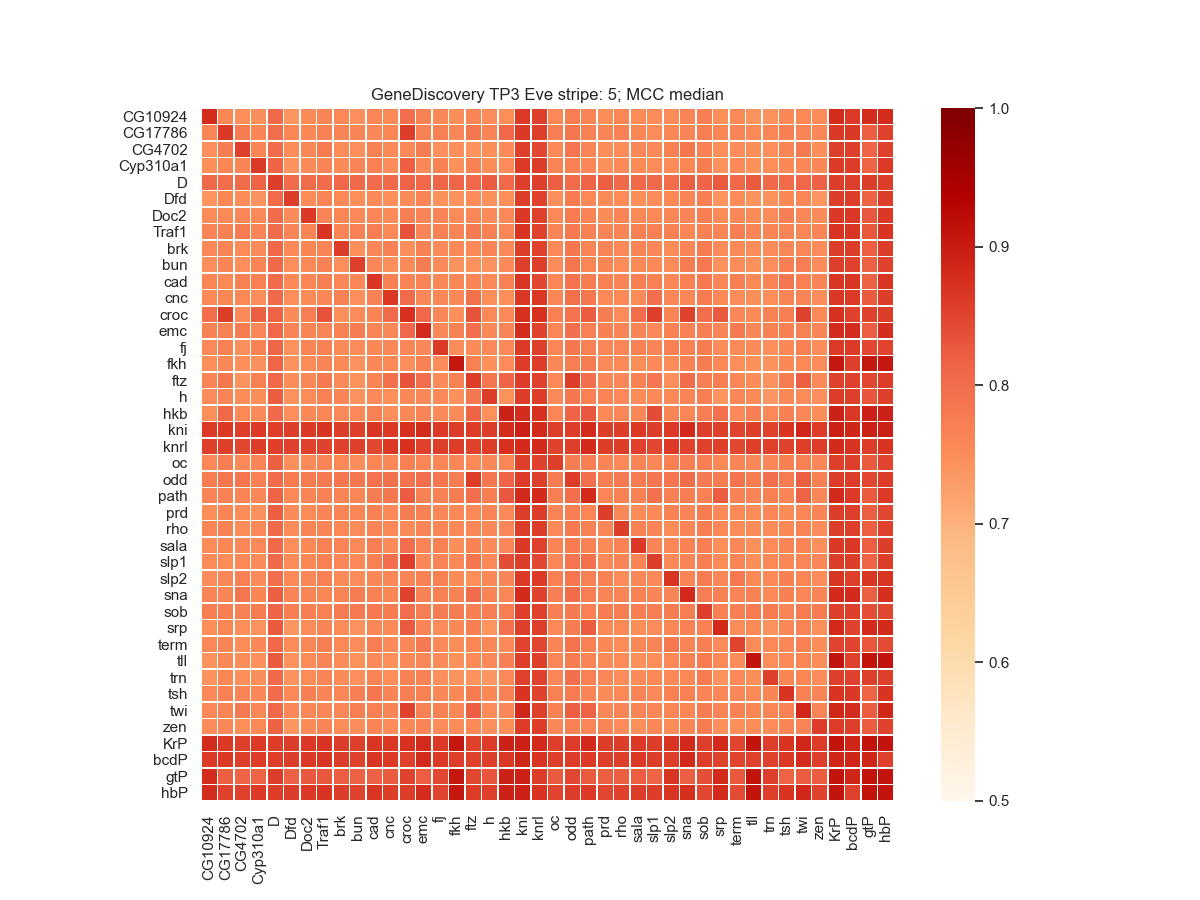 GeneDiscovery TP3 Eve stripe: 5; MCC median
CG10924
CG17786
CG4702
Cyp310a1
D
Dfd
Doc2
Traf1
brk
bun
cad
cnc
croc
emc
fj
fkh
ftz
h
hkb
kni
knrl
oc
odd
path
prd
rho
sala
slp1
slp2
sna
sob
srp
term
tll
trn
tsh
twi
zen
KrP
bcdP
gtP
hbP
CG10924
CG17786
CG4702
Cyp310a1
D
Dfd
Doc2
Traf1
brk
bun
cad
cnc
croc
emc
fj
fkh
ftz
h
hkb
kni
knrl
oc
odd
path
prd
rho
sala
slp1
slp2
sna
sob
srp
term
tll
trn
tsh
twi
zen
KrP
bcdP
gtP
hbP
1.0
0.9
0.8
0.7
0.6
0.5